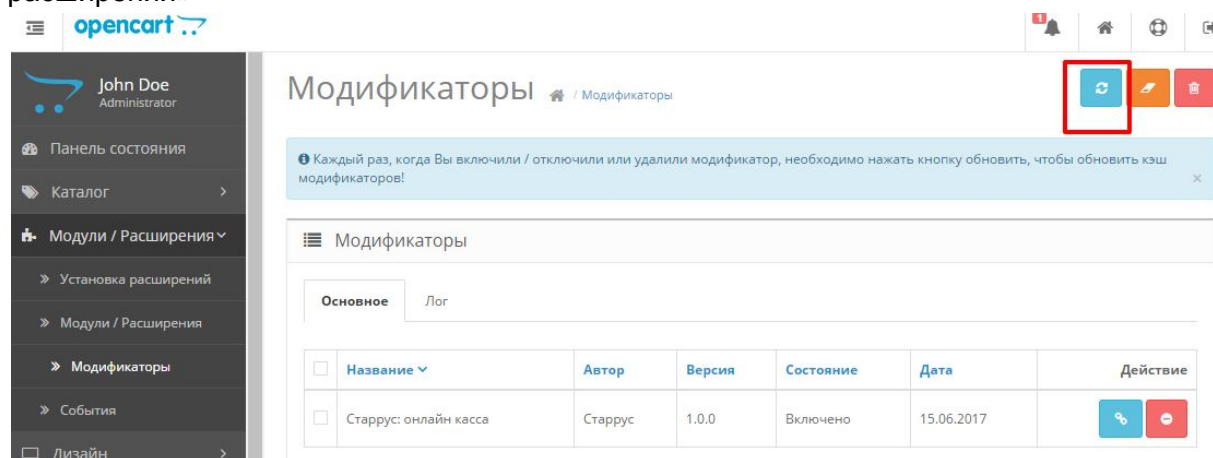 расширений
opencart
1
John Doe
Administrator
Панель состояния
Каталог
Модули / Расширения
Установка расширений
Модули / Расширения
Модификаторы
События
Дизайн
Модификаторы / Модификаторы
Каждый раз, когда Вы включили / отключили или удалили модификатор, необходимо нажать кнопку обновить, чтобы обновить кэш
модификаторов!
×
Модификаторы
Основное Лог
Название Автор Версия Состояние Дата Действие
Старрус: онлайн касса Старрус 1.0.0 Включено 15.06.2017